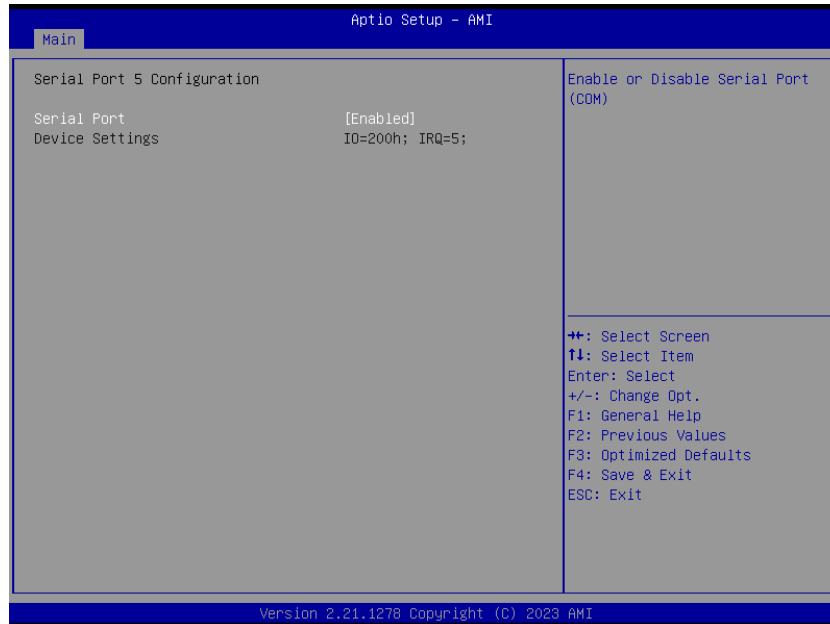 Aptio Setup – AMI
Main
Serial Port 5 Configuration
Serial Port [Enabled]
Device Settings IO=200h; IRQ=5;
Enable or Disable Serial Port
(COM)
→←: Select Screen
↑↓: Select Item
Enter: Select
+/-: Change Opt.
F1: General Help
F2: Previous Values
F3: Optimized Defaults
F4: Save & Exit
ESC: Exit
Version 2.21.1278 Copyright (C) 2023 AMI